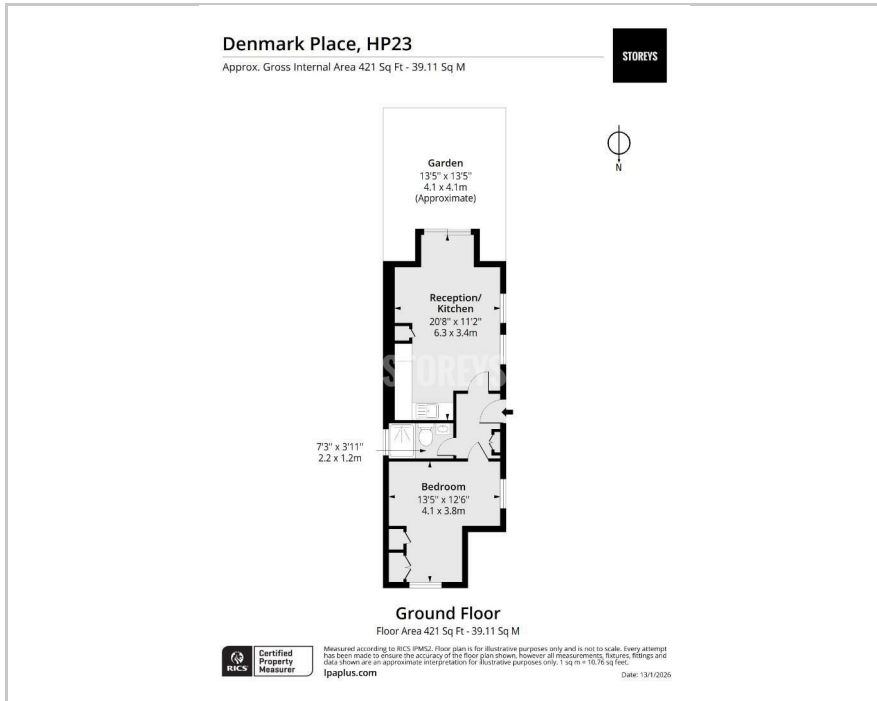 Denmark Place, HP23
Approx. Gross Internal Area 421 Sq Ft - 39.11 Sq M
STOREYS
N
Garden
13'5" x 13'5"
4.1 x 4.1m
(Approximate)
Reception/
Kitchen
20'8" x 11'2"
6.3 x 3.4m
STOREYS
7'3" x 3'11"
2.2 x 1.2m
Bedroom
13'5" x 12'6"
4.1 x 3.8m
Ground Floor
Floor Area 421 Sq Ft - 39.11 Sq M
RICS
Certified
Property
Measurer
Measured according to RICS IPMS2. Floor plan is for illustrative purposes only and is not to scale. Every attempt
has been made to ensure the accuracy of the floor plan shown, however all measurements, fixtures, fittings and
data shown are an approximate interpretation for illustrative purposes only. 1 sq m = 10.76 sq feet.
lpaplus.com
Date: 13/1/2026